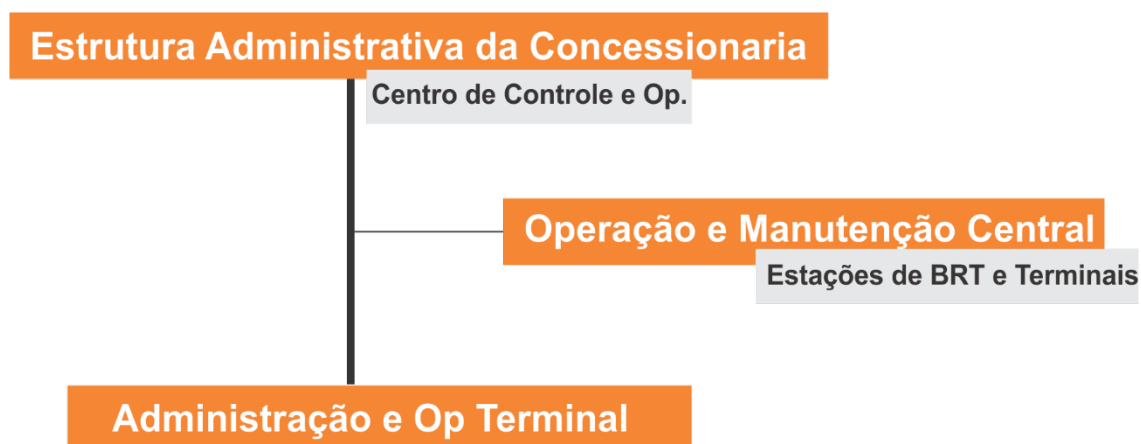 Estrutura Administrativa da Concessionaria
Centro de Controle e Op.
Operação e Manutenção Central
Estações de BRT e Terminais
Administração e Op Terminal